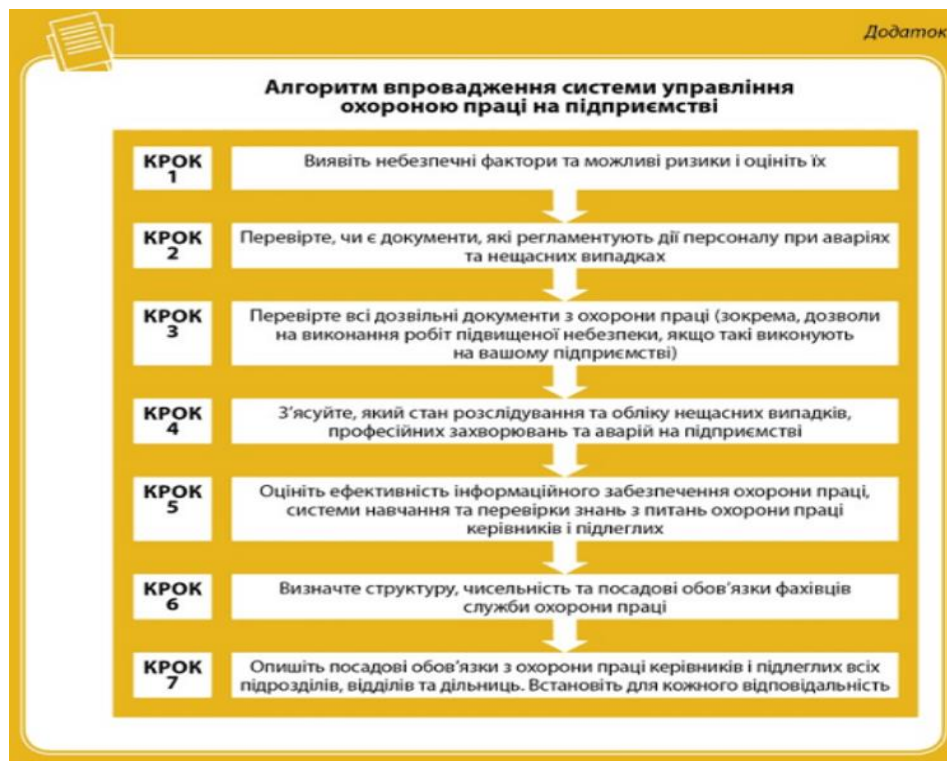 Додаток
Алгоритм впровадження системи управління
охороною праці на підприємстві
КРОК
1
Виявіть небезпечні фактори та можливі ризики і оцініть їх
КРОК
2
Перевірте, чи є документи, які регламентують дії персоналу при аваріях
та нещасних випадках
КРОК
3
Перевірте всі дозвільні документи з охорони праці (зокрема, дозволи
на виконання робіт підвищеної небезпеки, якщо такі виконують
на вашому підприємстві)
КРОК
4
З'ясуйте, який стан розслідування та обліку нещасних випадків,
професійних захворювань та аварій на підприємстві
КРОК
5
Оцініть ефективність інформаційного забезпечення охорони праці,
системи навчання та перевірки знань з питань охорони праці
керівників і підлеглих
КРОК
6
Визначте структуру, чисельність та посадові обов'язки фахівців
служби охорони праці
КРОК
7
Опишіть посадові обов'язки з охорони праці керівників і підлеглих всіх
підрозділів, відділів та дільниць. Встановіть для кожного відповідальність